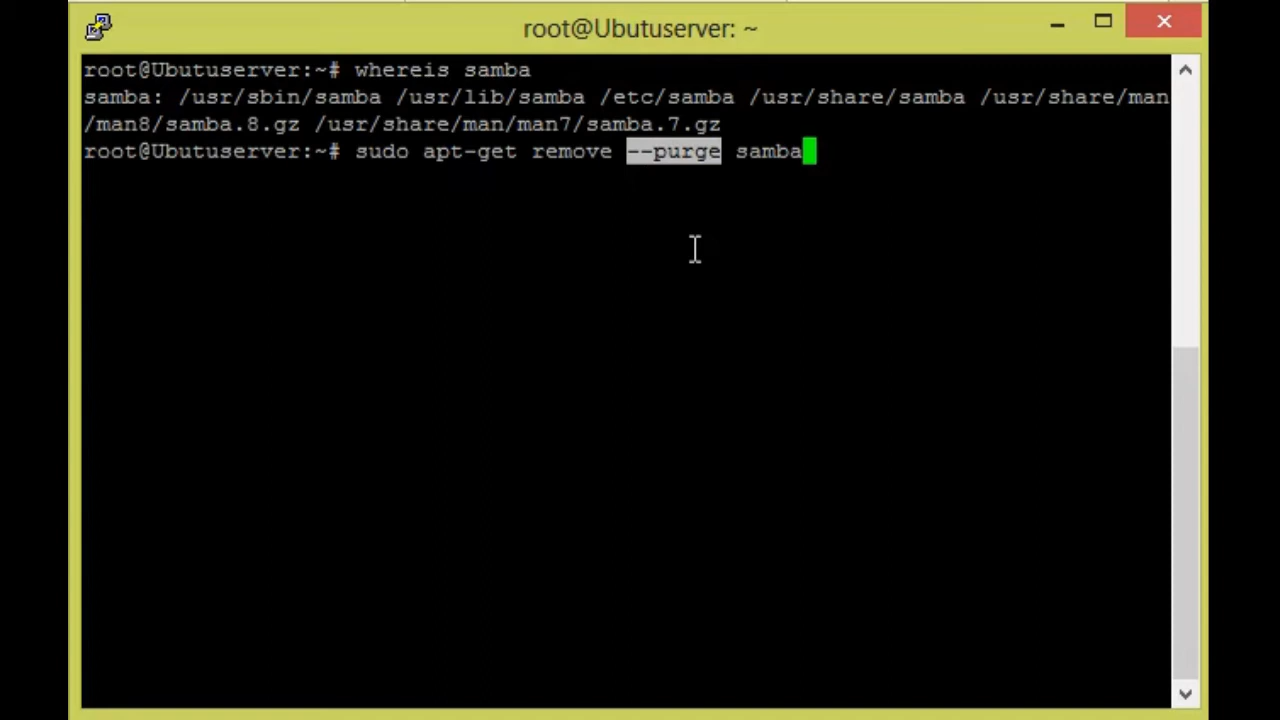 root@Ubutuserver: ~
root@Ubutuserver:~# whereis samba
samba: /usr/sbin/samba /usr/lib/samba /etc/samba /usr/share/samba /usr/share/man
/man8/samba.8.gz /usr/share/man/man7/samba.7.gz
root@Ubutuserver:~# sudo apt-get remove --purge samba